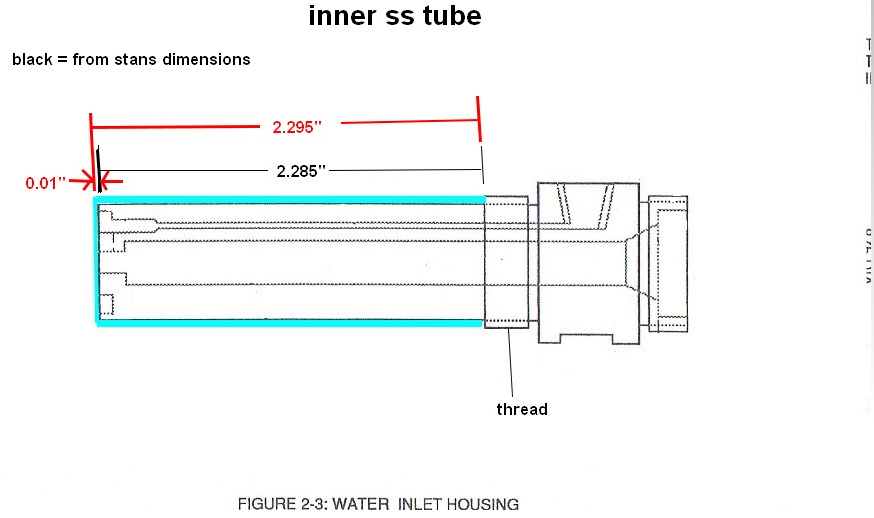 inner ss tube
black = from stans dimensions
2.295"
2.285"
0.01"
thread
FIGURE 2-3: WATER INLET HOUSING